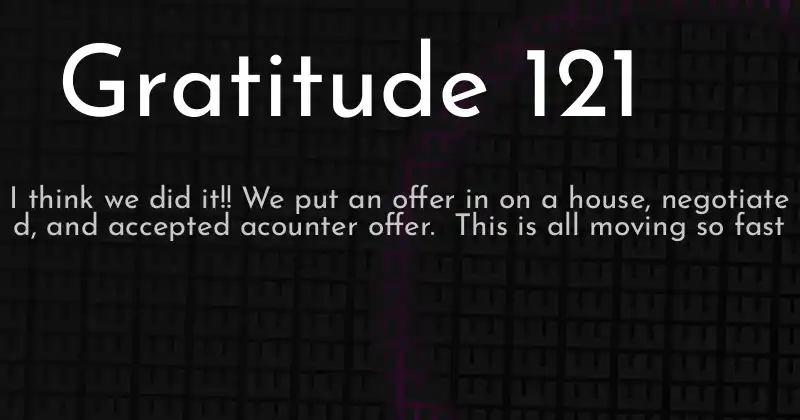 Gratitude 121
I think we did it!! We put an offer in on a house, negotiate
d, and accepted acounter offer.  This is all moving so fast